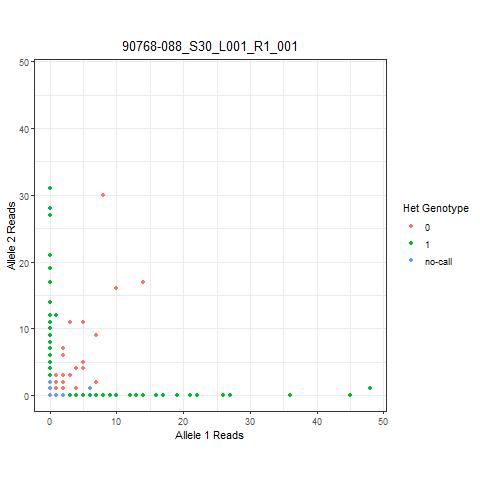 90768-088_S30_L001_R1_001
50
40
30
20
10
0
Allele 2 Reads
0 10 20 30 40 50
Allele 1 Reads
Het Genotype
0
1
no-call